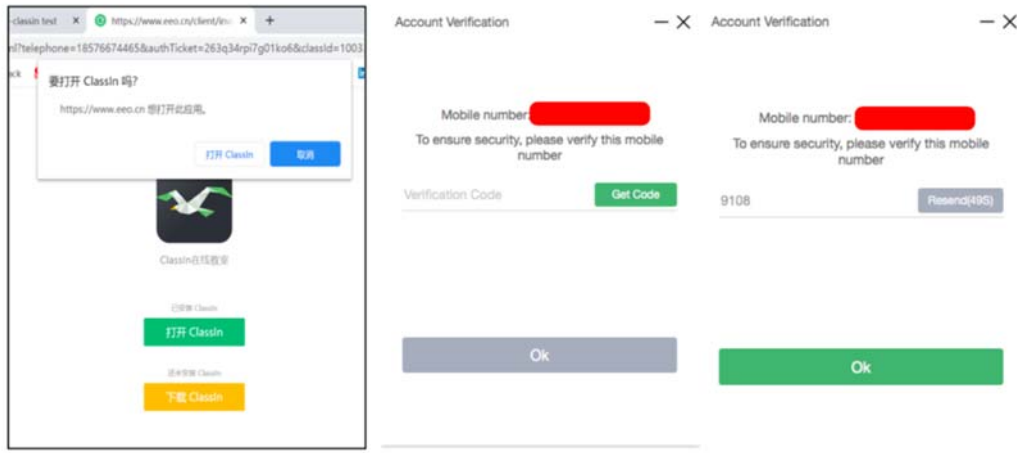 -classin test X
https://www.eeo.cn/client/inv X +
nl?telephone=18576674465&authTicket=263q34rpi7g01ko6&classId=1003
ack
要打开 ClassIn 吗?
https://www.eeo.cn 想打开此应用。
打开 ClassIn
取消
ClassIn在线教室
已安装 ClassIn
打开 ClassIn
还未安装 ClassIn
下载 ClassIn
Account Verification
Mobile number:
To ensure security, please verify this mobile
number
Verification Code
Get Code
Ok
Account Verification
Mobile number:
To ensure security, please verify this mobile
number
9108
Resend(49S)
Ok